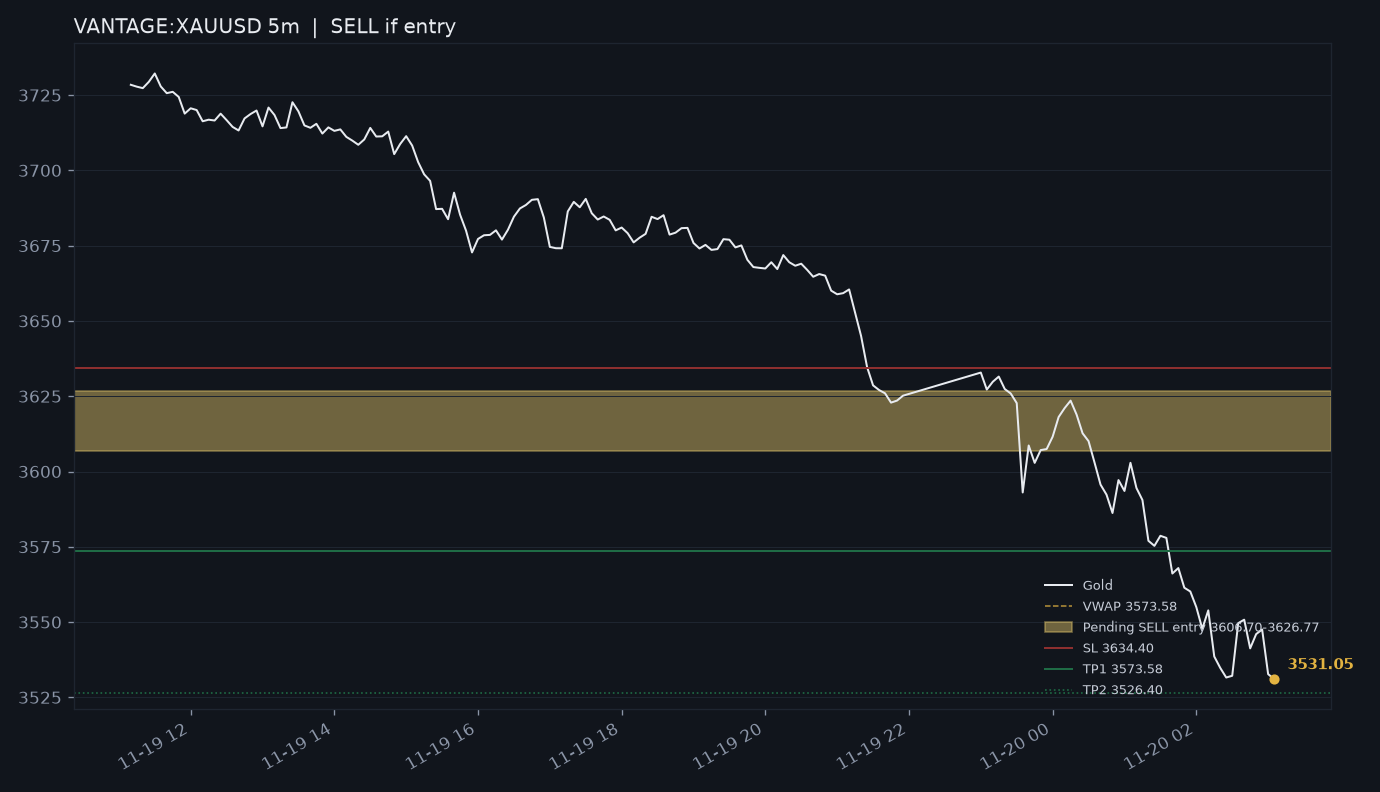 VANTAGE:XAUUSD 5m | SELL if entry
3725
3700
3675
3650
3625
3600
3575
3550
3525
Gold
VWAP 3573.58
Pending SELL entry 3606.70-3626.77
SL 3634.40
TP1 3573.58
TP2 3526.40
3531.05
11-19 12
11-19 14
11-19 16
11-19 18
11-19 20
11-19 22
11-20 00
11-20 02